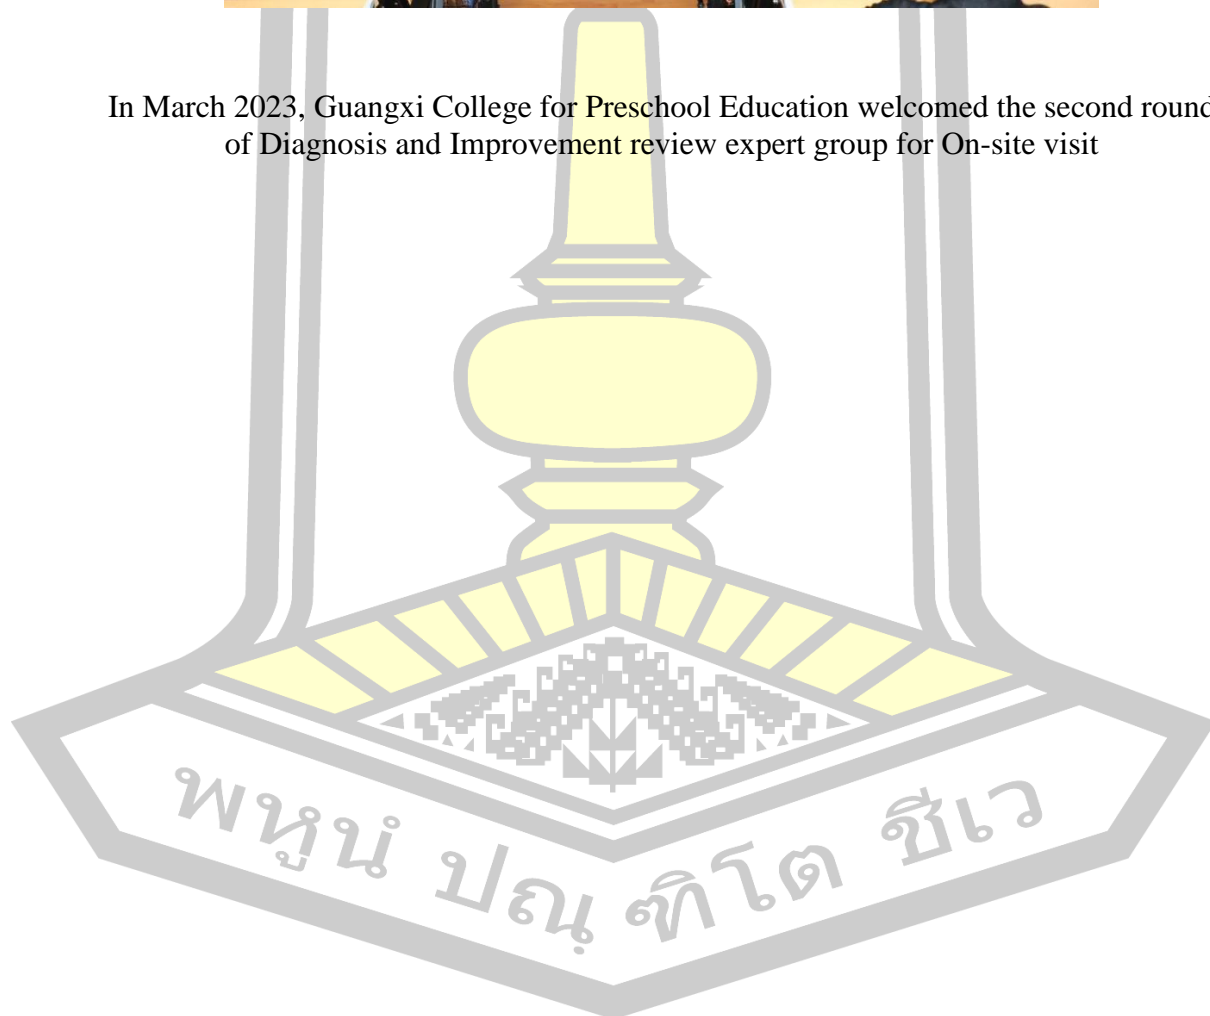 In March 2023, Guangxi College for Preschool Education welcomed the second round
of Diagnosis and Improvement review expert group for On-site visit
พหูนํ ปณฺฑิโต ชีเว